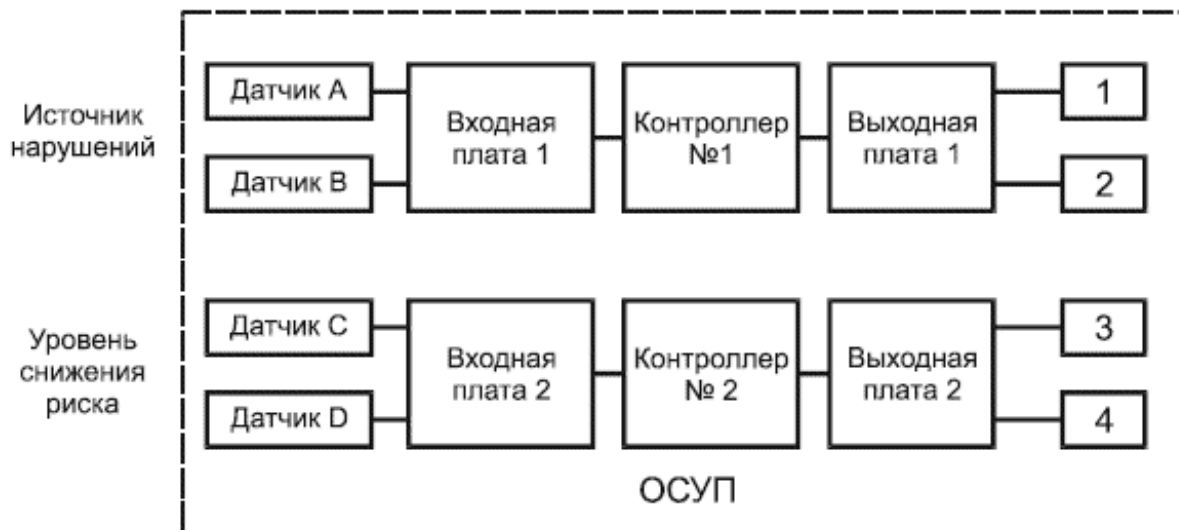 Источник
нарушений
Датчик А
Датчик В
Входная
плата 1
Контроллер
№1
Выходная
плата 1
1
2
Уровень
снижения
риска
Датчик С
Датчик D
Входная
плата 2
Контроллер
№ 2
Выходная
плата 2
3
4
ОСУП